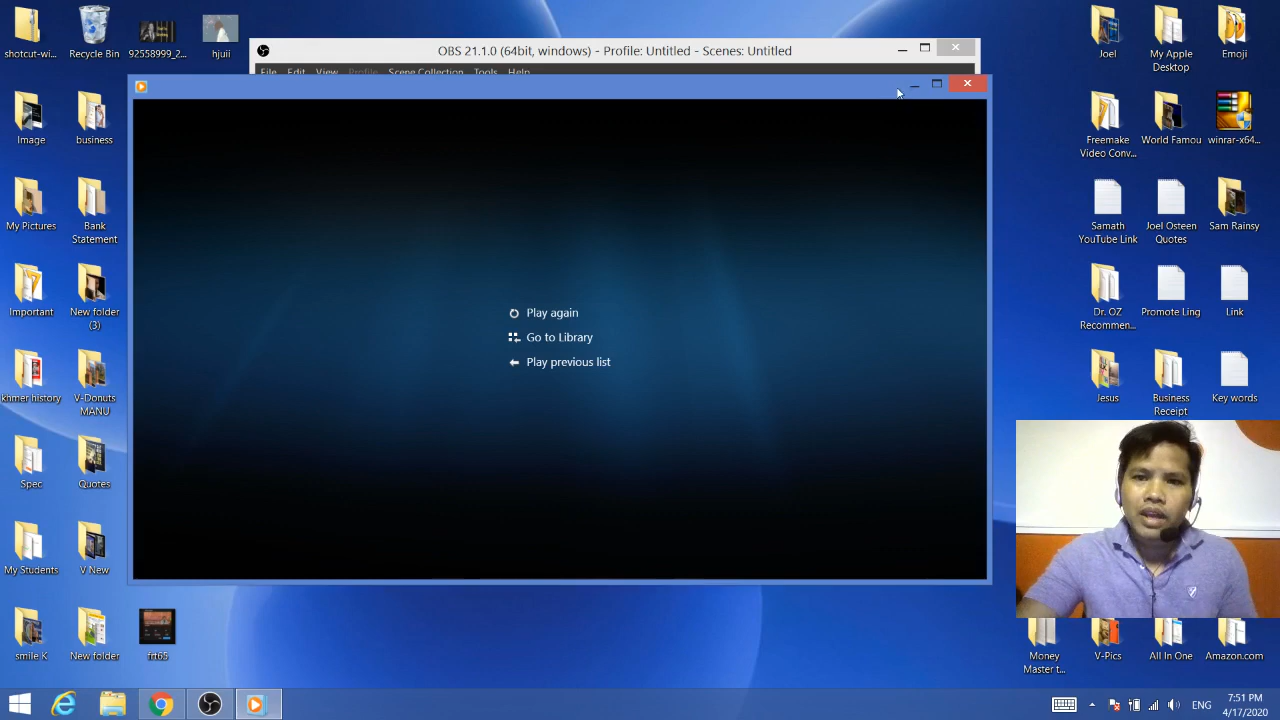 OBS 21.1.0 (64bit, windows) - Profile: Untitled - Scenes: Untitled
File Edit View Profile Scene Collection Tools Help
Play again
Go to Library
Play previous list
shotcut-wi...
Recycle Bin
92558999_2...
hjuii
Image
business
My Pictures
Bank
Statement
Important
New folder
(3)
khmer history
V-Donuts
MANU
Spec
Quotes
My Students
V New
smile K
New folder
frt65
Joel
My Apple
Desktop
Emoji
Freemake
Video Conv...
World Famou
winrar-x64...
Samath
YouTube Link
Joel Osteen
Quotes
Sam Rainsy
Dr. OZ
Recommen...
Promote Ling
Link
Jesus
Business
Receipt
Key words
Money
Master t...
V-Pics
All In One
Amazon.com
ENG
7:51 PM
4/17/2020